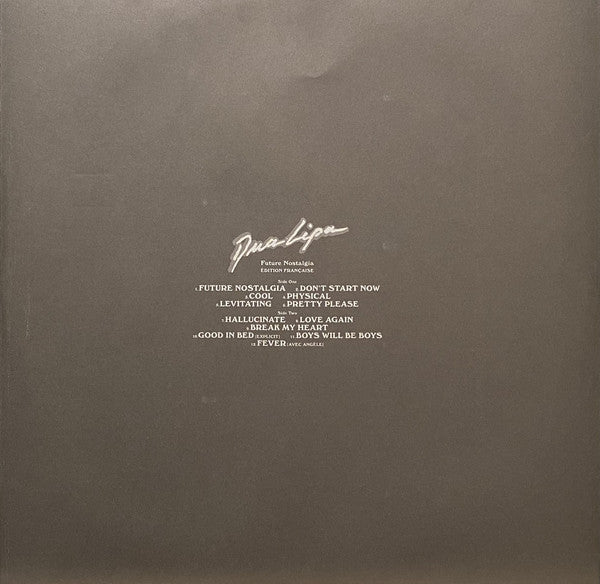 Dua Lipa
Future Nostalgia
ÉDITION FRANÇAISE
Side One
1. FUTURE NOSTALGIA 2. DON'T START NOW
3. COOL 4. PHYSICAL
5. LEVITATING 6. PRETTY PLEASE
Side Two
7. HALLUCINATE 8. LOVE AGAIN
9. BREAK MY HEART
10. GOOD IN BED (EXPLICIT) 11. BOYS WILL BE BOYS
12. FEVER (AVEC ANGÈLE)